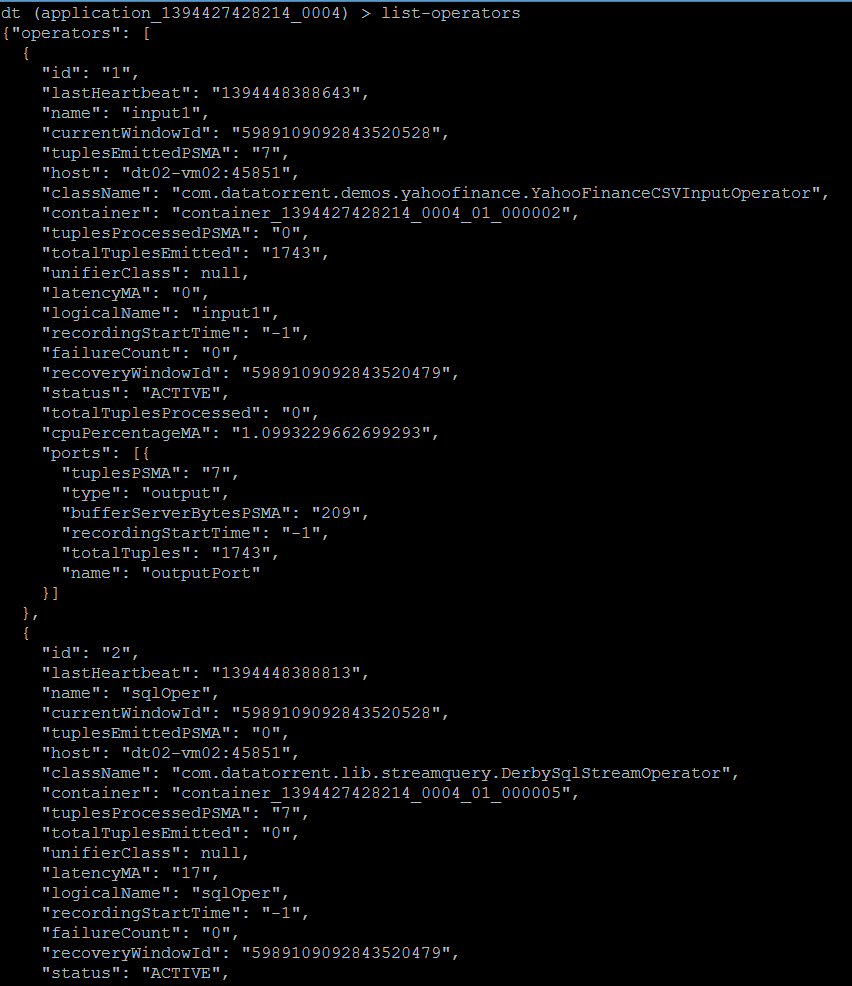 dt (application_1394427428214_0004) > list-operators
{"operators": [
  {
    "id": "1",
    "lastHeartbeat": "1394448388643",
    "name": "input1",
    "currentWindowId": "5989109092843520528",
    "tuplesEmittedPSMA": "7",
    "host": "dt02-vm02:45851",
    "className": "com.datatorrent.demos.yahoofinance.YahooFinanceCSVInputOperator",
    "container": "container_1394427428214_0004_01_000002",
    "tuplesProcessedPSMA": "0",
    "totalTuplesEmitted": "1743",
    "unifierClass": null,
    "latencyMA": "0",
    "logicalName": "input1",
    "recordingStartTime": "-1",
    "failureCount": "0",
    "recoveryWindowId": "5989109092843520479",
    "status": "ACTIVE",
    "totalTuplesProcessed": "0",
    "cpuPercentageMA": "1.0993229662699293",
    "ports": [{
      "tuplesPSMA": "7",
      "type": "output",
      "bufferServerBytesPSMA": "209",
      "recordingStartTime": "-1",
      "totalTuples": "1743",
      "name": "outputPort"
    }]
  },
  {
    "id": "2",
    "lastHeartbeat": "1394448388813",
    "name": "sqlOper",
    "currentWindowId": "5989109092843520528",
    "tuplesEmittedPSMA": "0",
    "host": "dt02-vm02:45851",
    "className": "com.datatorrent.lib.streamquery.DerbySqlStreamOperator",
    "container": "container_1394427428214_0004_01_000005",
    "tuplesProcessedPSMA": "7",
    "totalTuplesEmitted": "0",
    "unifierClass": null,
    "latencyMA": "17",
    "logicalName": "sqlOper",
    "recordingStartTime": "-1",
    "failureCount": "0",
    "recoveryWindowId": "5989109092843520479",
    "status": "ACTIVE",